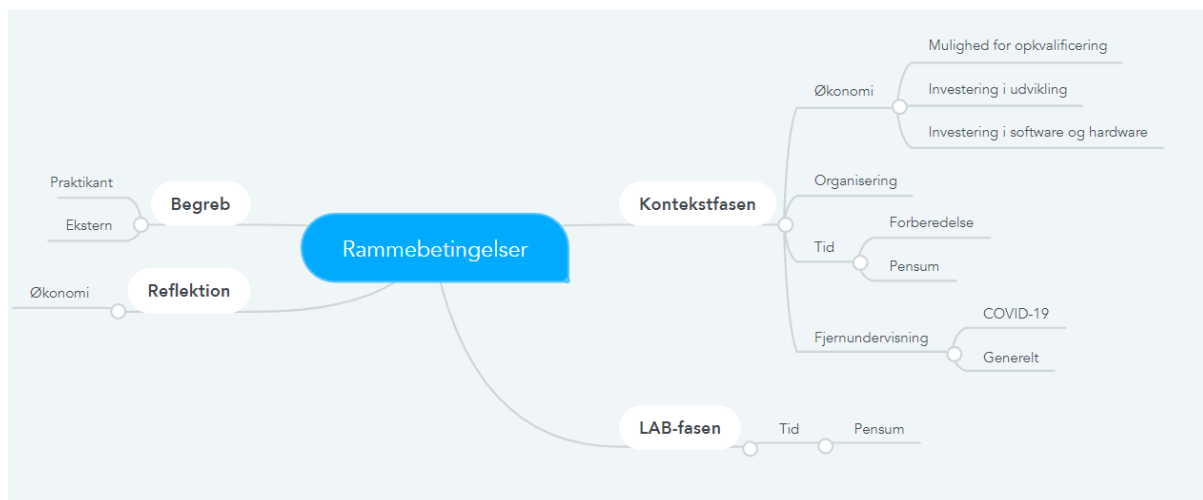 Rammebetingelser
Begreb
Praktikant
Ekstern
Reflektion
Økonomi
Kontekstfasen
Økonomi
Mulighed for opkvalificering
Investering i udvikling
Investering i software og hardware
Organisering
Tid
Forberedelse
Pensum
Fjernundervisning
COVID-19
Generelt
LAB-fasen
Tid
Pensum